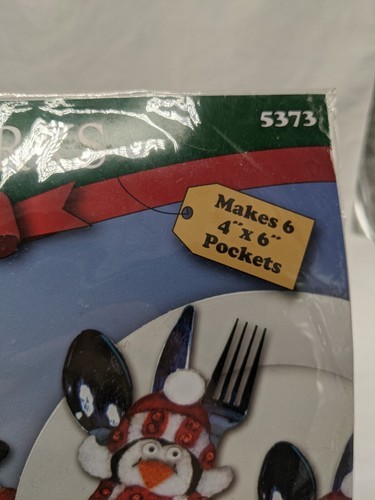 5373
Makes 6
4"x 6"
Pockets